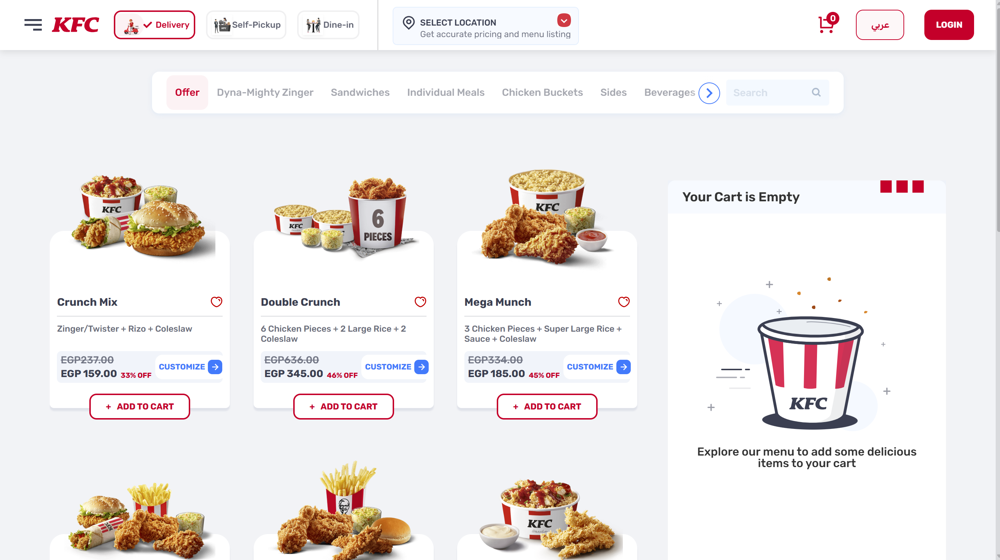 KFC
Delivery
Self-Pickup
Dine-in
SELECT LOCATION
Get accurate pricing and menu listing
0
عربي
LOGIN
Offer
Dyna-Mighty Zinger
Sandwiches
Individual Meals
Chicken Buckets
Sides
Beverages
Search
KFC
KFC
6
PIECES
KFC
Your Cart is Empty
Crunch Mix
Zinger/Twister + Rizo + Coleslaw
EGP237.00
EGP 159.00 33% OFF
CUSTOMIZE
+ ADD TO CART
Double Crunch
6 Chicken Pieces + 2 Large Rice + 2
Coleslaw
EGP636.00
EGP 345.00 46% OFF
CUSTOMIZE
+ ADD TO CART
Mega Munch
3 Chicken Pieces + Super Large Rice +
Sauce + Coleslaw
EGP334.00
EGP 185.00 45% OFF
CUSTOMIZE
+ ADD TO CART
KFC
Explore our menu to add some delicious
items to your cart
KFC
KFC